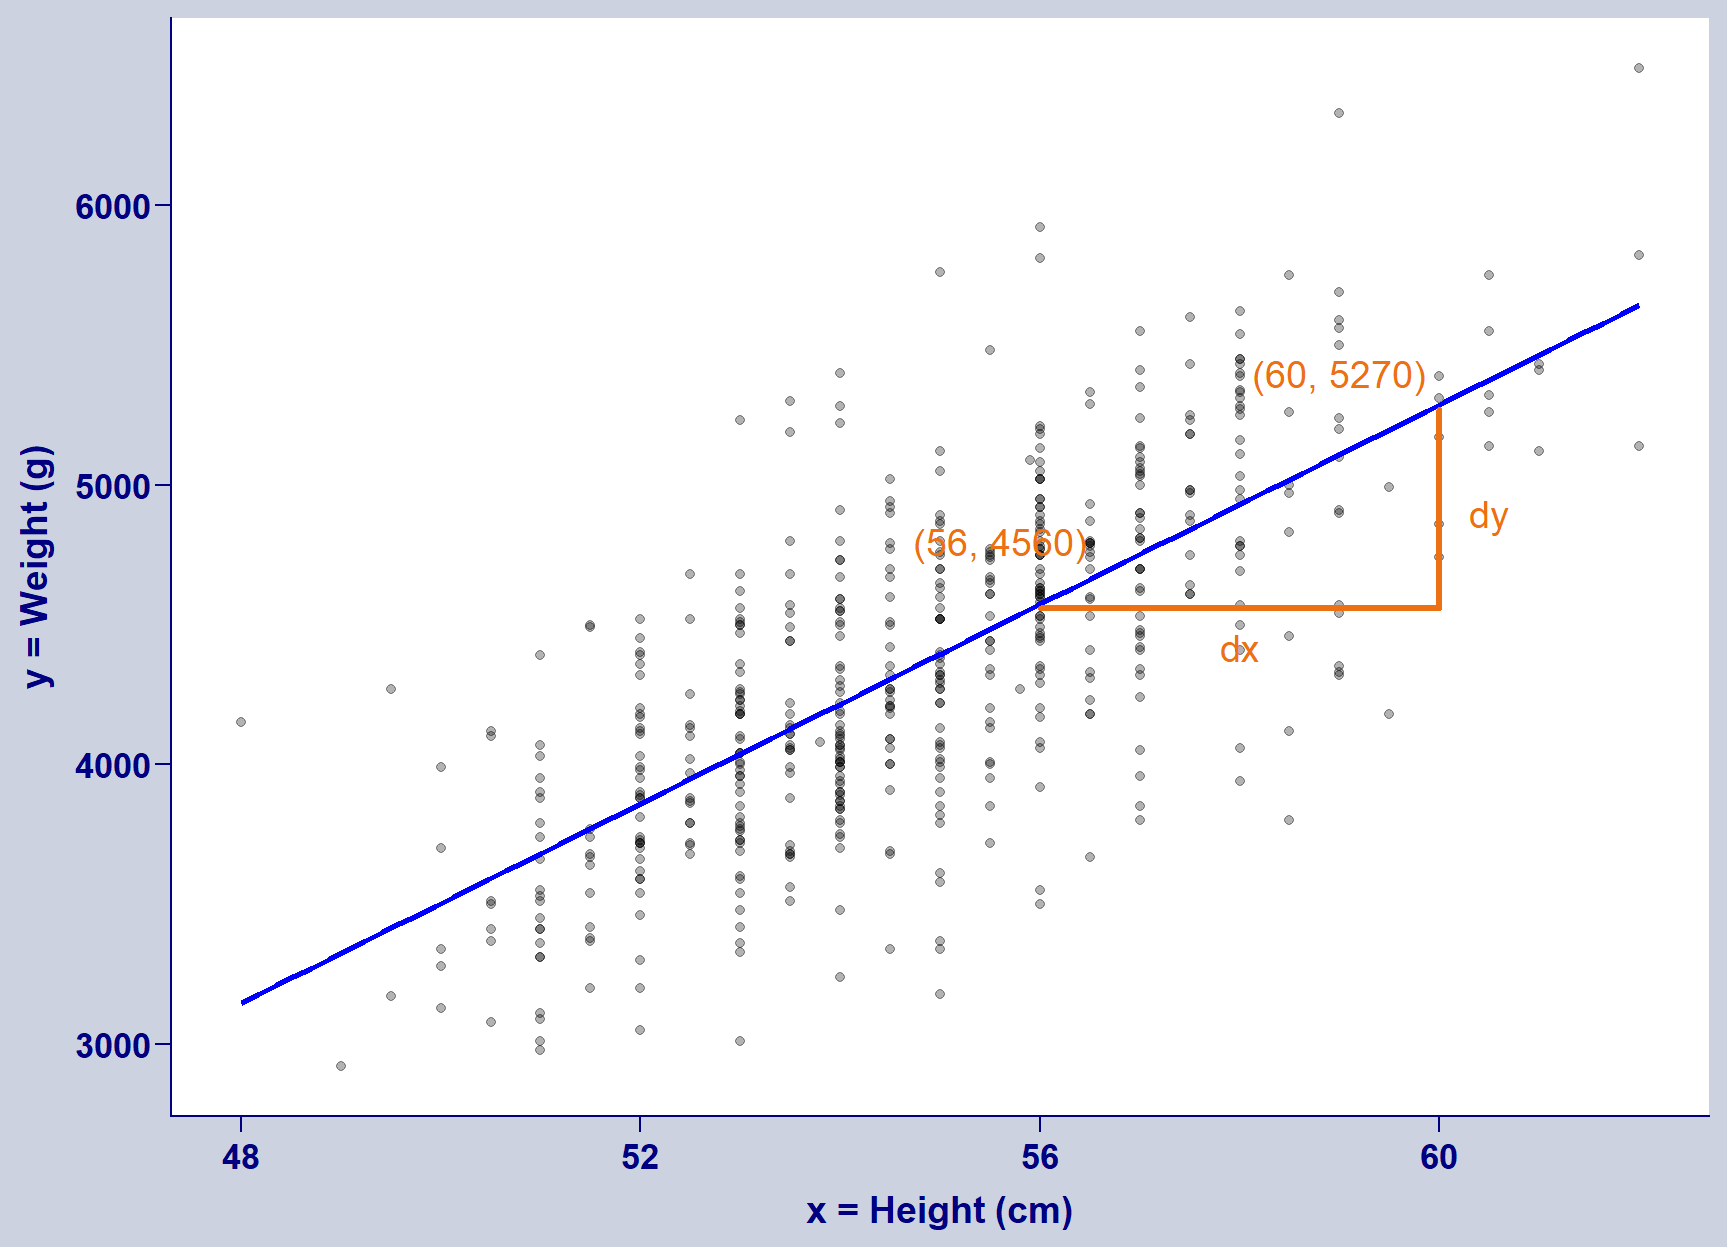 6000
5000
4000
3000
y = Weight (g)
(60, 5270)
(56, 4560)
dy
dx
48
52
56
60
x = Height (cm)